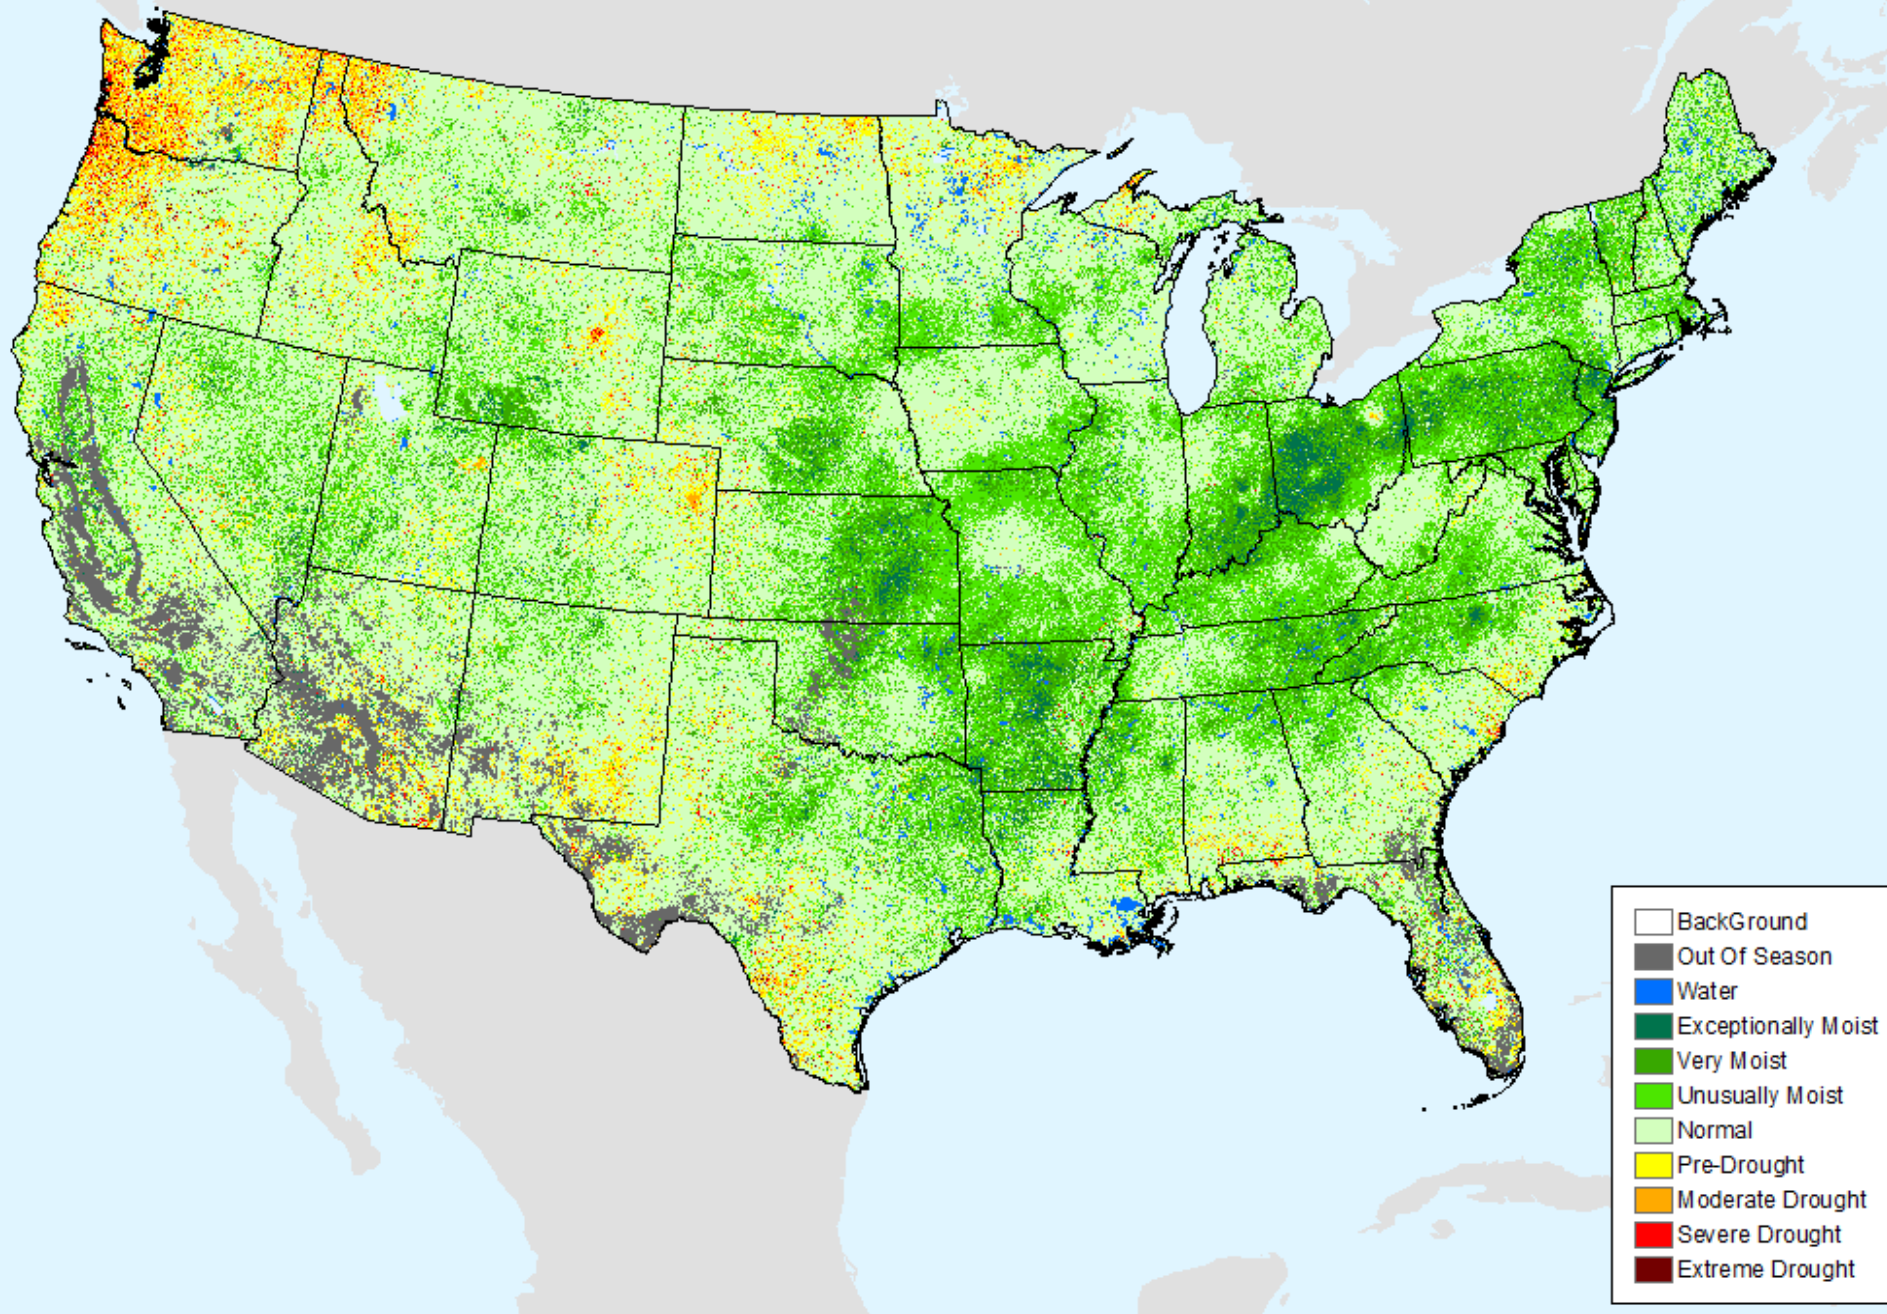 BackGround
Out Of Season
Water
Exceptionally Moist
Very Moist
Unusually Moist
Normal
Pre-Drought
Moderate Drought
Severe Drought
Extreme Drought